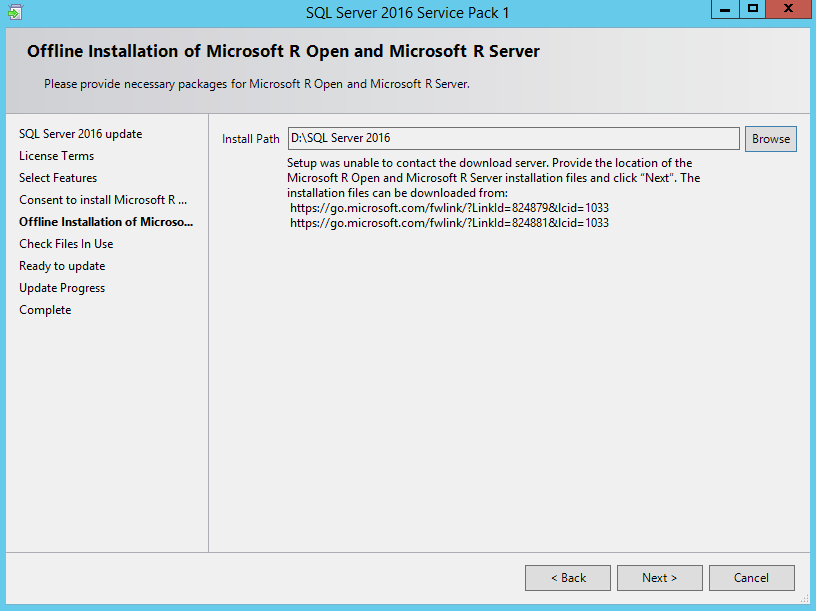 SQL Server 2016 Service Pack 1
Offline Installation of Microsoft R Open and Microsoft R Server
Please provide necessary packages for Microsoft R Open and Microsoft R Server.
SQL Server 2016 update
License Terms
Select Features
Consent to install Microsoft R ...
Offline Installation of Microso...
Check Files In Use
Ready to update
Update Progress
Complete
Install Path D:\SQL Server 2016 Browse
Setup was unable to contact the download server. Provide the location of the
Microsoft R Open and Microsoft R Server installation files and click “Next”. The
installation files can be downloaded from:
https://go.microsoft.com/fwlink/?LinkId=824879&lcid=1033
https://go.microsoft.com/fwlink/?LinkId=824881&lcid=1033
< Back Next > Cancel